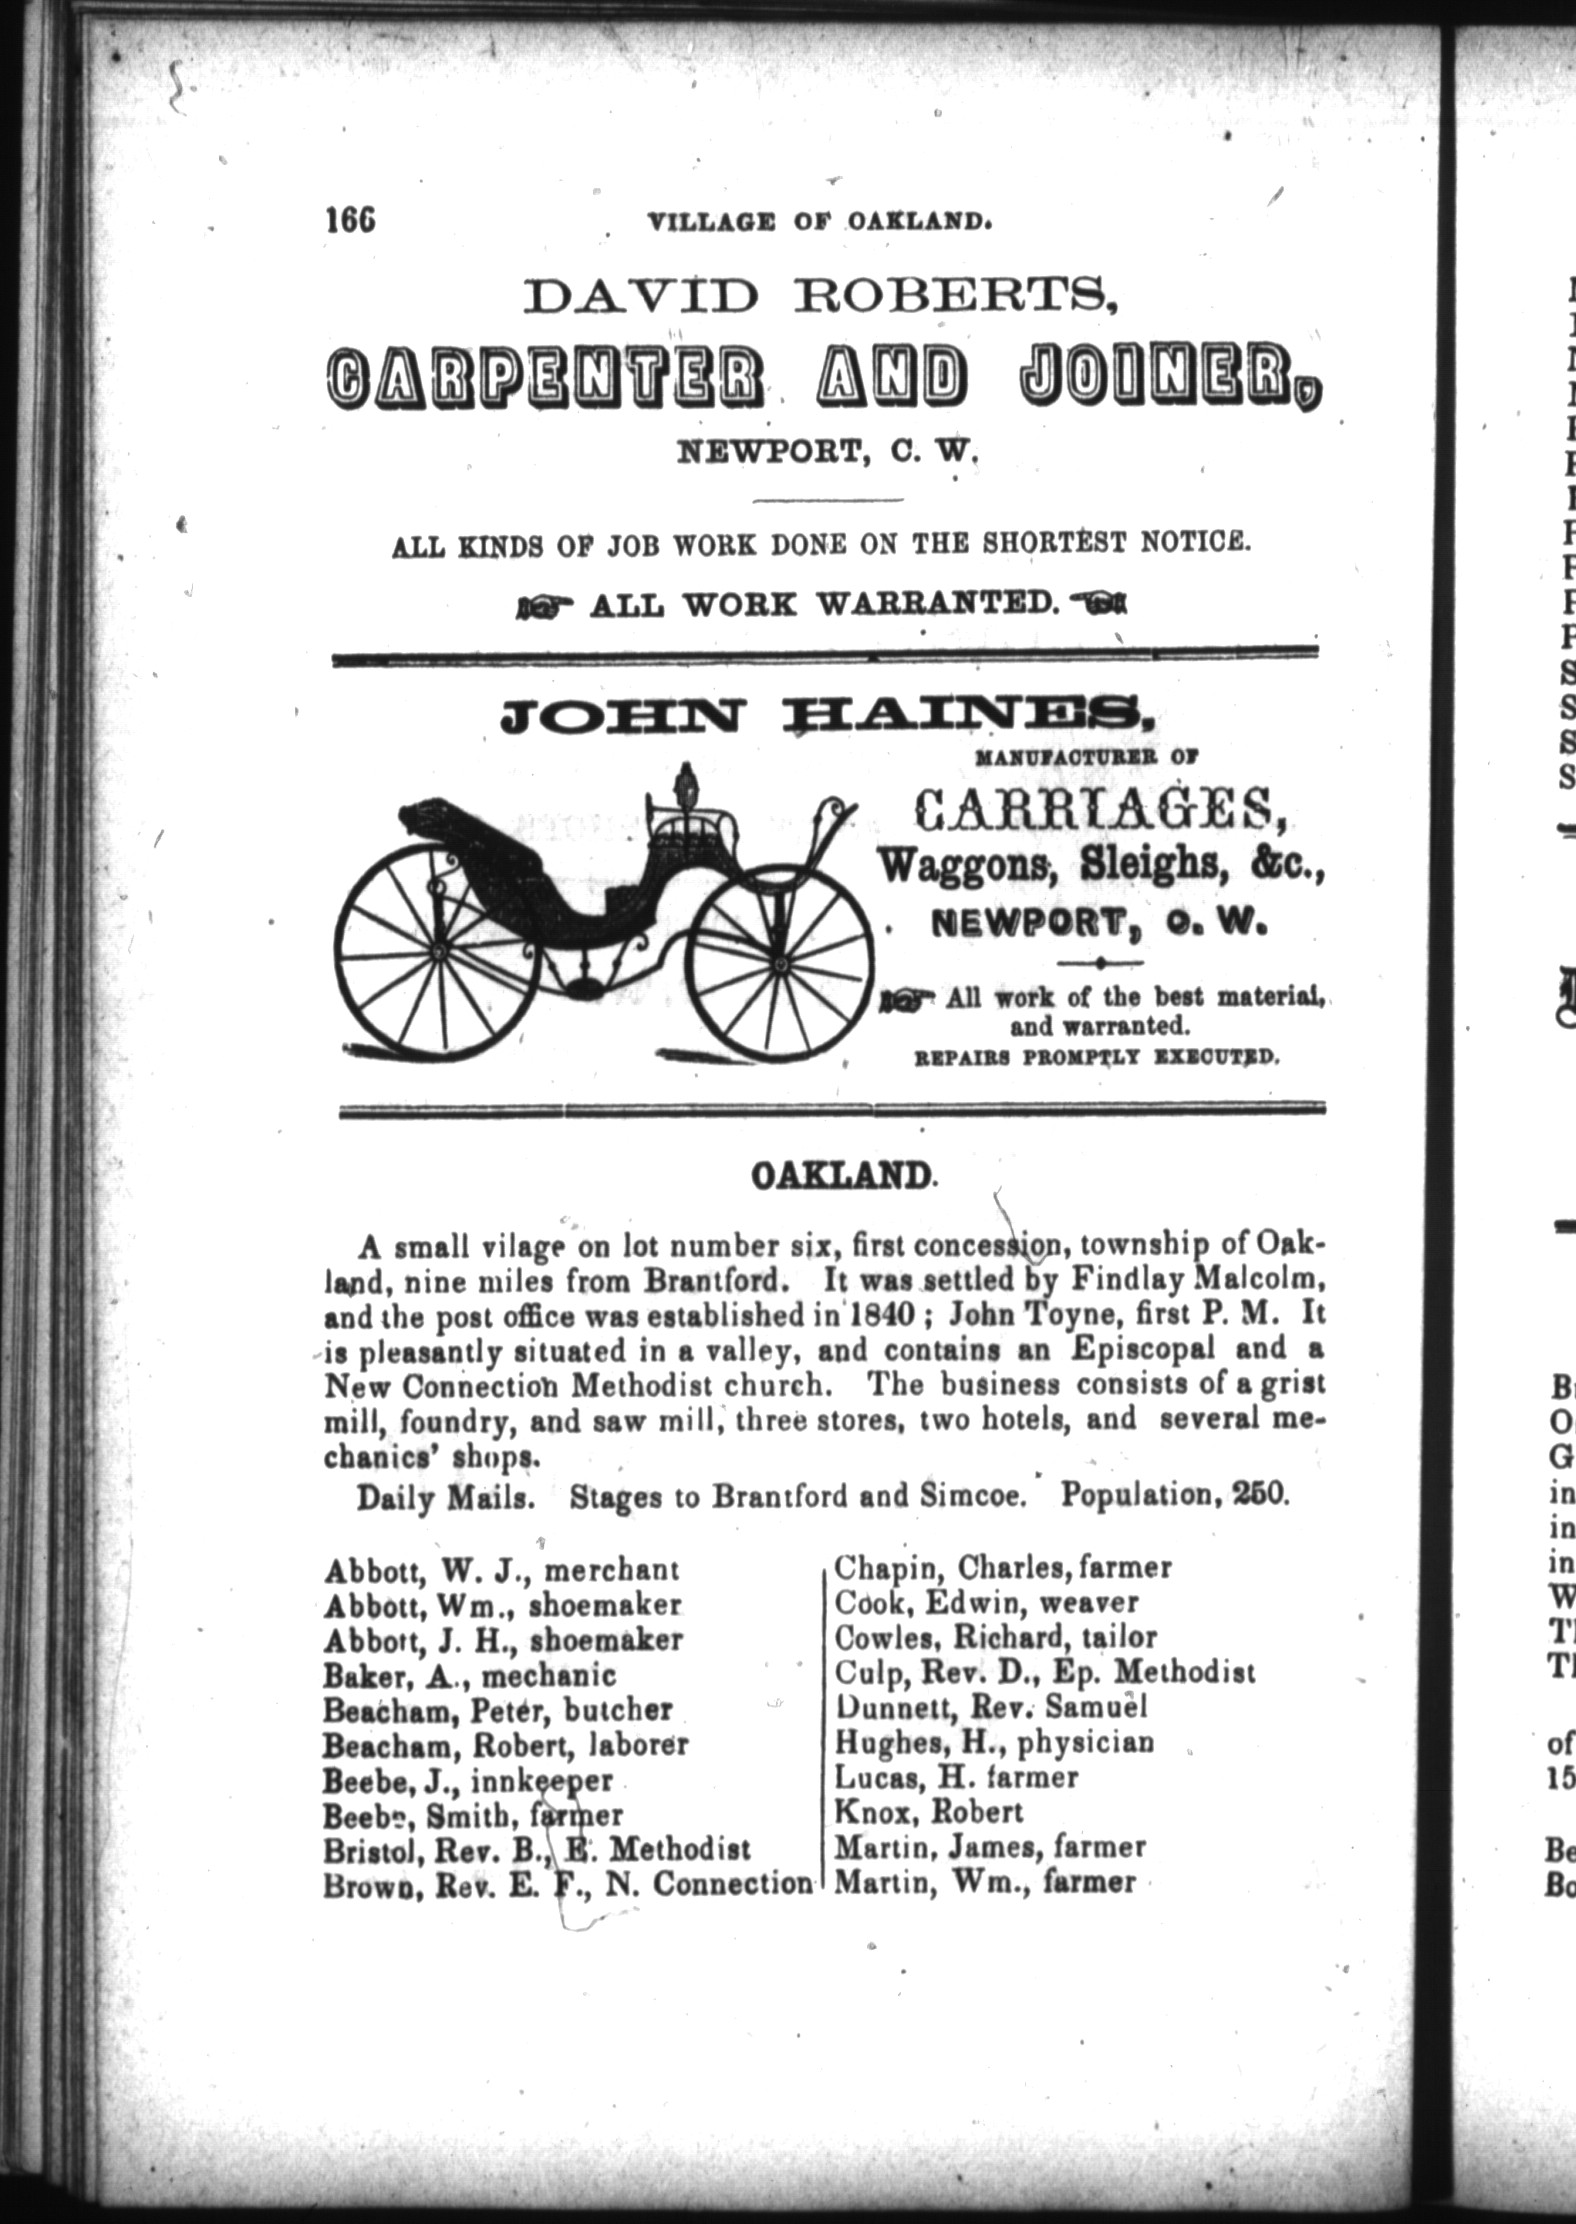 166 VILLAGE OF OAKLAND.
DAVID ROBERTS,
CARPENTER AND JOINER,
NEWPORT, C. W.
ALL KINDS OF JOB WORK DONE ON THE SHORTEST NOTICE.
☞ ALL WORK WARRANTED. ☜
JOHN HAINES,
MANUFACTURER OF
CARRIAGES,
Waggons, Sleighs, &c.,
NEWPORT, C. W.
☞ All work of the best material,
and warranted.
REPAIRS PROMPTLY EXECUTED.
OAKLAND.
A small vilage on lot number six, first concession, township of Oak-
land, nine miles from Brantford. It was settled by Findlay Malcolm,
and the post office was established in 1840 ; John Toyne, first P. M. It
is pleasantly situated in a valley, and contains an Episcopal and a
New Connection Methodist church. The business consists of a grist
mill, foundry, and saw mill, three stores, two hotels, and several me-
chanics' shops.
Daily Mails. Stages to Brantford and Simcoe. Population, 250.
Abbott, W. J., merchant
Abbott, Wm., shoemaker
Abbott, J. H., shoemaker
Baker, A., mechanic
Beacham, Peter, butcher
Beacham, Robert, laborer
Beebe, J., innkeeper
Beebe, Smith, farmer
Bristol, Rev. B., E. Methodist
Brown, Rev. E. F., N. Connection
Chapin, Charles, farmer
Cook, Edwin, weaver
Cowles, Richard, tailor
Culp, Rev. D., Ep. Methodist
Dunnett, Rev. Samuel
Hughes, H., physician
Lucas, H. farmer
Knox, Robert
Martin, James, farmer
Martin, Wm., farmer